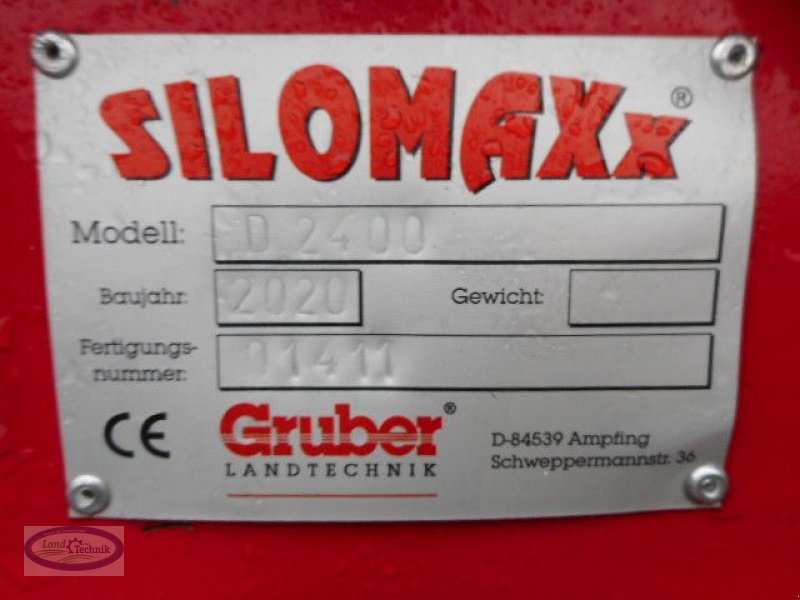 SILOMAXx®
Modell: D 2400
Baujahr: 2020 Gewicht:
Fertigungs-
nummer: 01411
CE Gruber®
LANDTECHNIK
D-84539 Ampfing
Schweppermannstr. 36
Land Technik